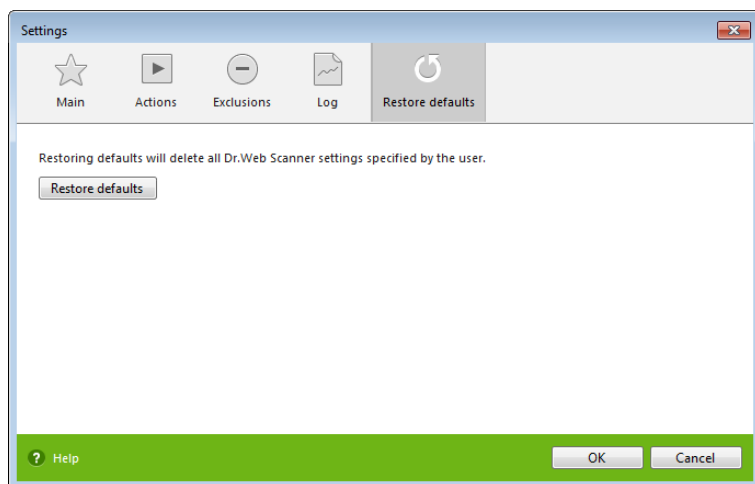 Settings
Main Actions Exclusions Log Restore defaults
Restoring defaults will delete all Dr.Web Scanner settings specified by the user.
Restore defaults
? Help OK Cancel